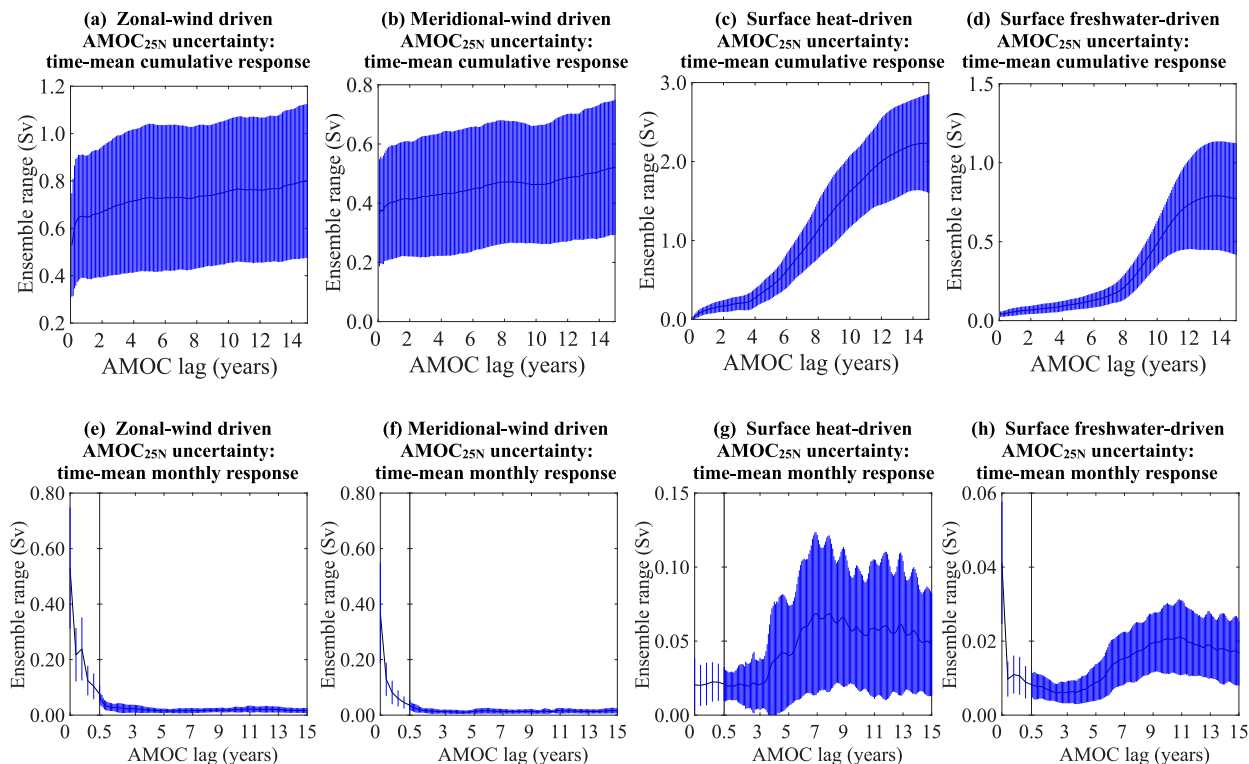 (a) Zonal-wind driven
AMOC25N uncertainty:
time-mean cumulative response
1.2
1.0
0.8
0.6
0.4
0.2
Ensemble range (Sv)
0 2 4 6 8 10 12 14
AMOC lag (years)
(b) Meridional-wind driven
AMOC25N uncertainty:
time-mean cumulative response
0.8
0.6
0.4
0.2
0.0
Ensemble range (Sv)
0 2 4 6 8 10 12 14
AMOC lag (years)
(c) Surface heat-driven
AMOC25N uncertainty:
time-mean cumulative response
3.0
2.0
1.0
0.0
Ensemble range (Sv)
0 2 4 6 8 10 12 14
AMOC lag (years)
(d) Surface freshwater-driven
AMOC25N uncertainty:
time-mean cumulative response
1.5
1.0
0.5
0.0
Ensemble range (Sv)
0 2 4 6 8 10 12 14
AMOC lag (years)
(e) Zonal-wind driven
AMOC25N uncertainty:
time-mean monthly response
0.80
0.60
0.40
0.20
0.00
Ensemble range (Sv)
0 0.5 3 5 7 9 11 13 15
AMOC lag (years)
(f) Meridional-wind driven
AMOC25N uncertainty:
time-mean monthly response
0.80
0.60
0.40
0.20
0.00
Ensemble range (Sv)
0 0.5 3 5 7 9 11 13 15
AMOC lag (years)
(g) Surface heat-driven
AMOC25N uncertainty:
time-mean monthly response
0.15
0.10
0.05
0.00
Ensemble range (Sv)
0 0.5 3 5 7 9 11 13 15
AMOC lag (years)
(h) Surface freshwater-driven
AMOC25N uncertainty:
time-mean monthly response
0.06
0.04
0.02
0.00
Ensemble range (Sv)
0 0.5 3 5 7 9 11 13 15
AMOC lag (years)